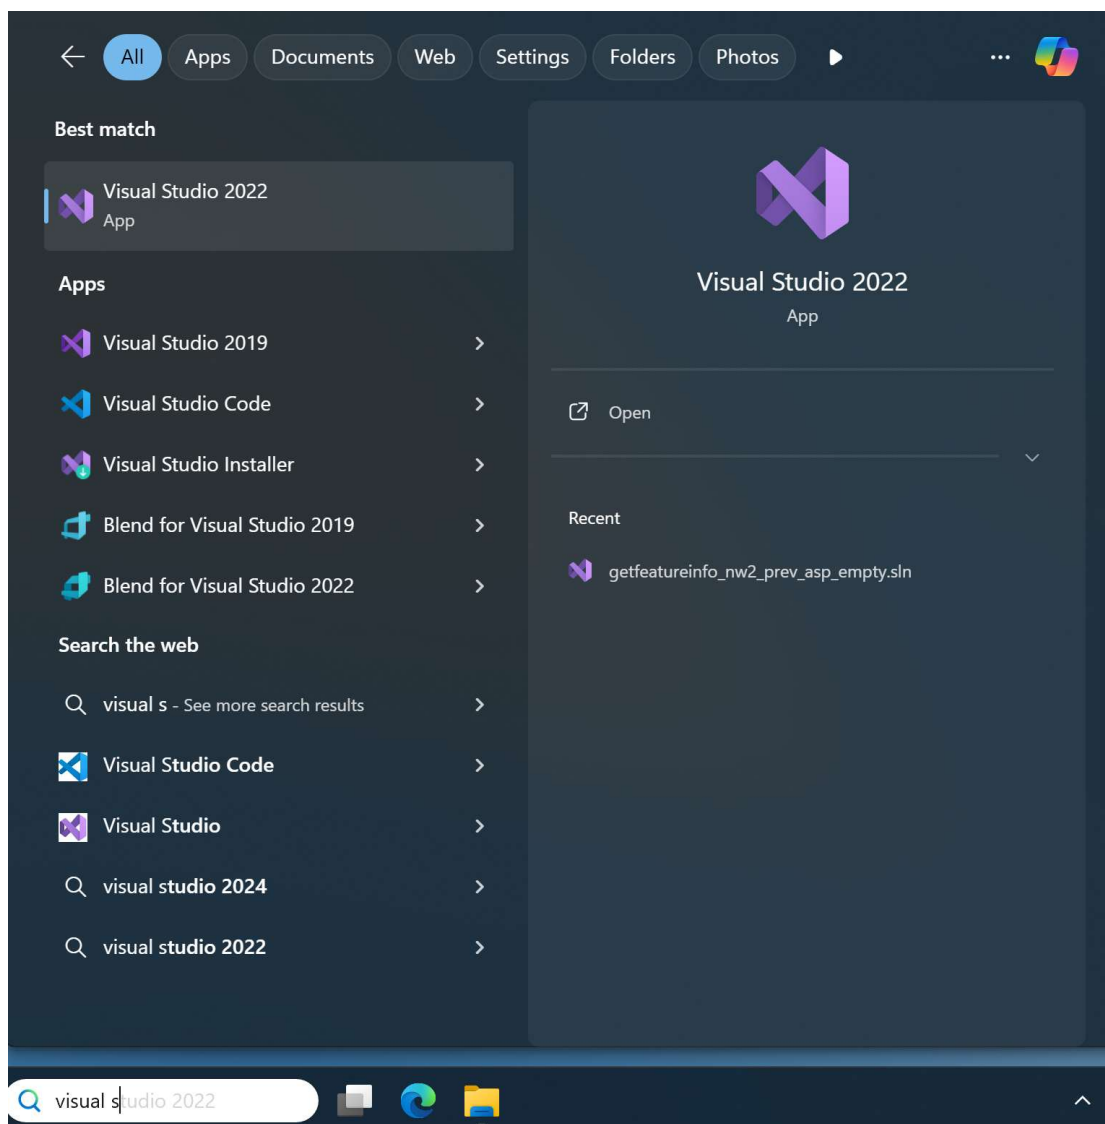 All Apps Documents Web Settings Folders Photos
Best match
Visual Studio 2022
App
Apps
Visual Studio 2019
Visual Studio Code
Visual Studio Installer
Blend for Visual Studio 2019
Blend for Visual Studio 2022
Search the web
visual s - See more search results
Visual Studio Code
Visual Studio
visual studio 2024
visual studio 2022
Visual Studio 2022
App
Open
Recent
getfeatureinfo_nw2_prev_asp_empty.sln
visual studio 2022